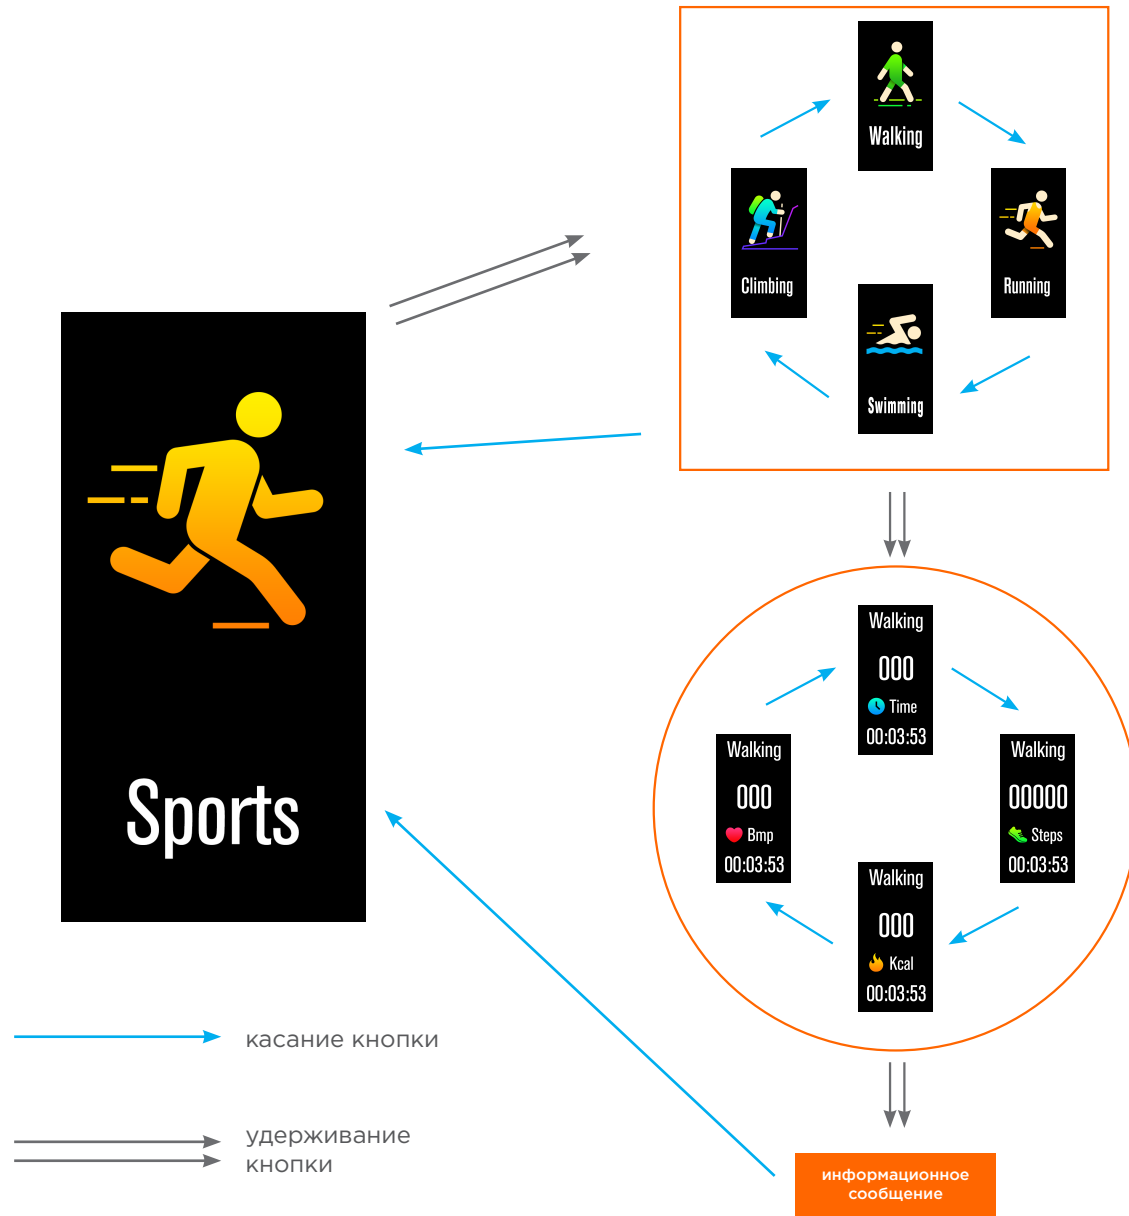 Walking
Climbing
Running
Swimming
Sports
Walking
000
Time
00:03:53
Walking
000
Bmp
00:03:53
Walking
00000
Steps
00:03:53
Walking
000
Kcal
00:03:53
касание кнопки
удерживание
кнопки
информационное
сообщение